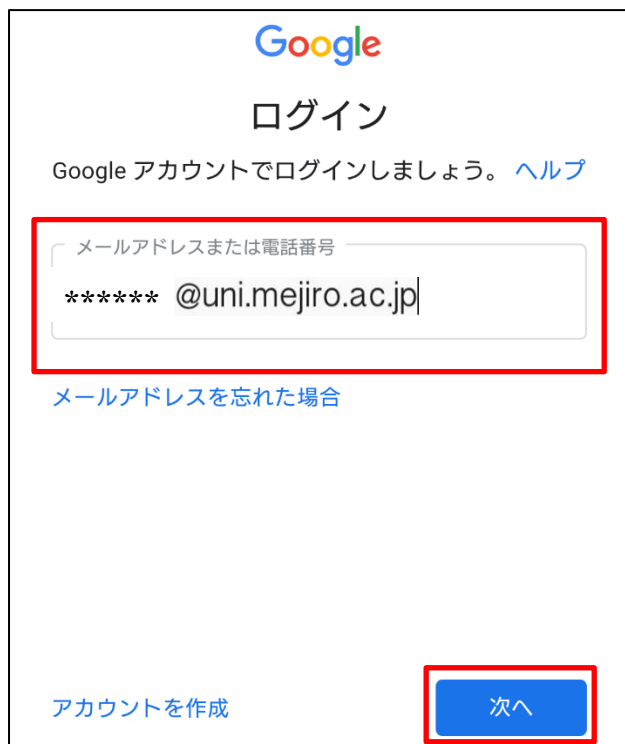 Google
ログイン
Google アカウントでログインしましょう。 ヘルプ
メールアドレスまたは電話番号
****** @uni.mejiro.ac.jp
メールアドレスを忘れた場合
アカウントを作成
次へ